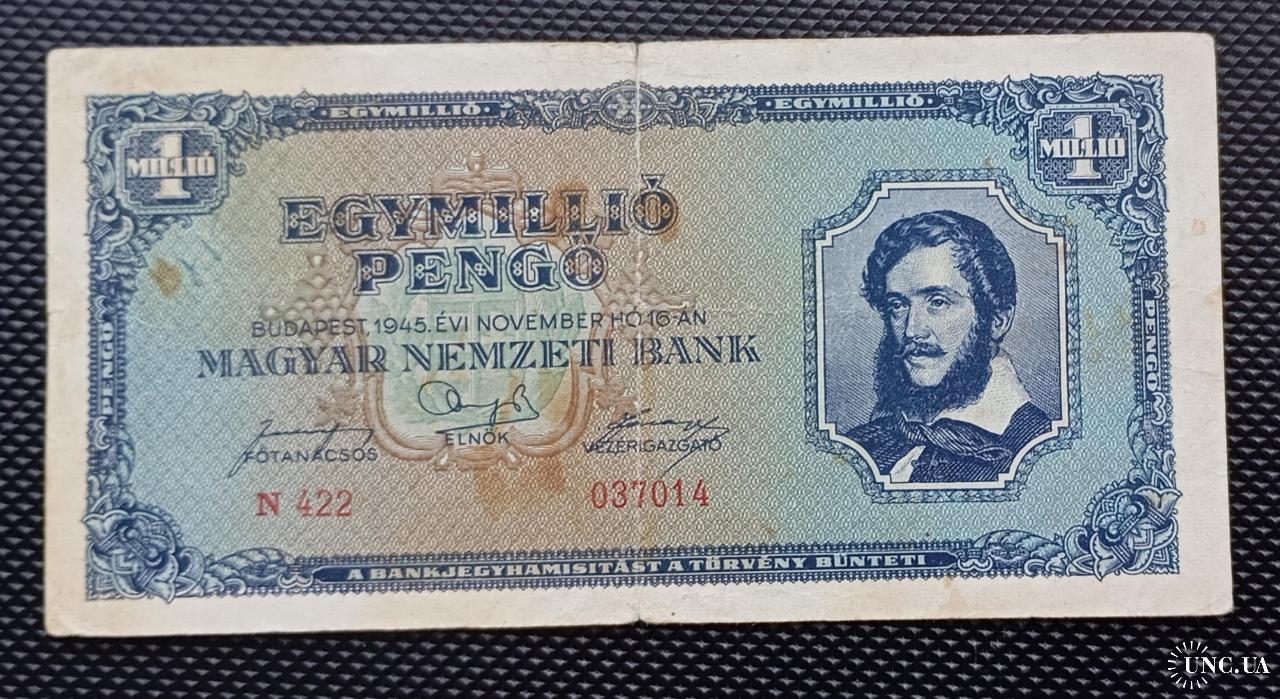 ·EGYMILLIÓ· ·EGYMILLIÓ·
1 MILLIÓ 1 MILLIÓ
EGYMILLIÓ
PENGŐ
BUDAPEST, 1945. ÉVI NOVEMBER HÓ 16-ÁN
MAGYAR NEMZETI BANK
FŐTANÁCSOS ELNÖK VEZÉRIGAZGATÓ
N 422 037014
PENGŐ PENGŐ
A BANKJEGYHAMISÍTÁST A TÖRVÉNY BÜNTETI
UNC.UA